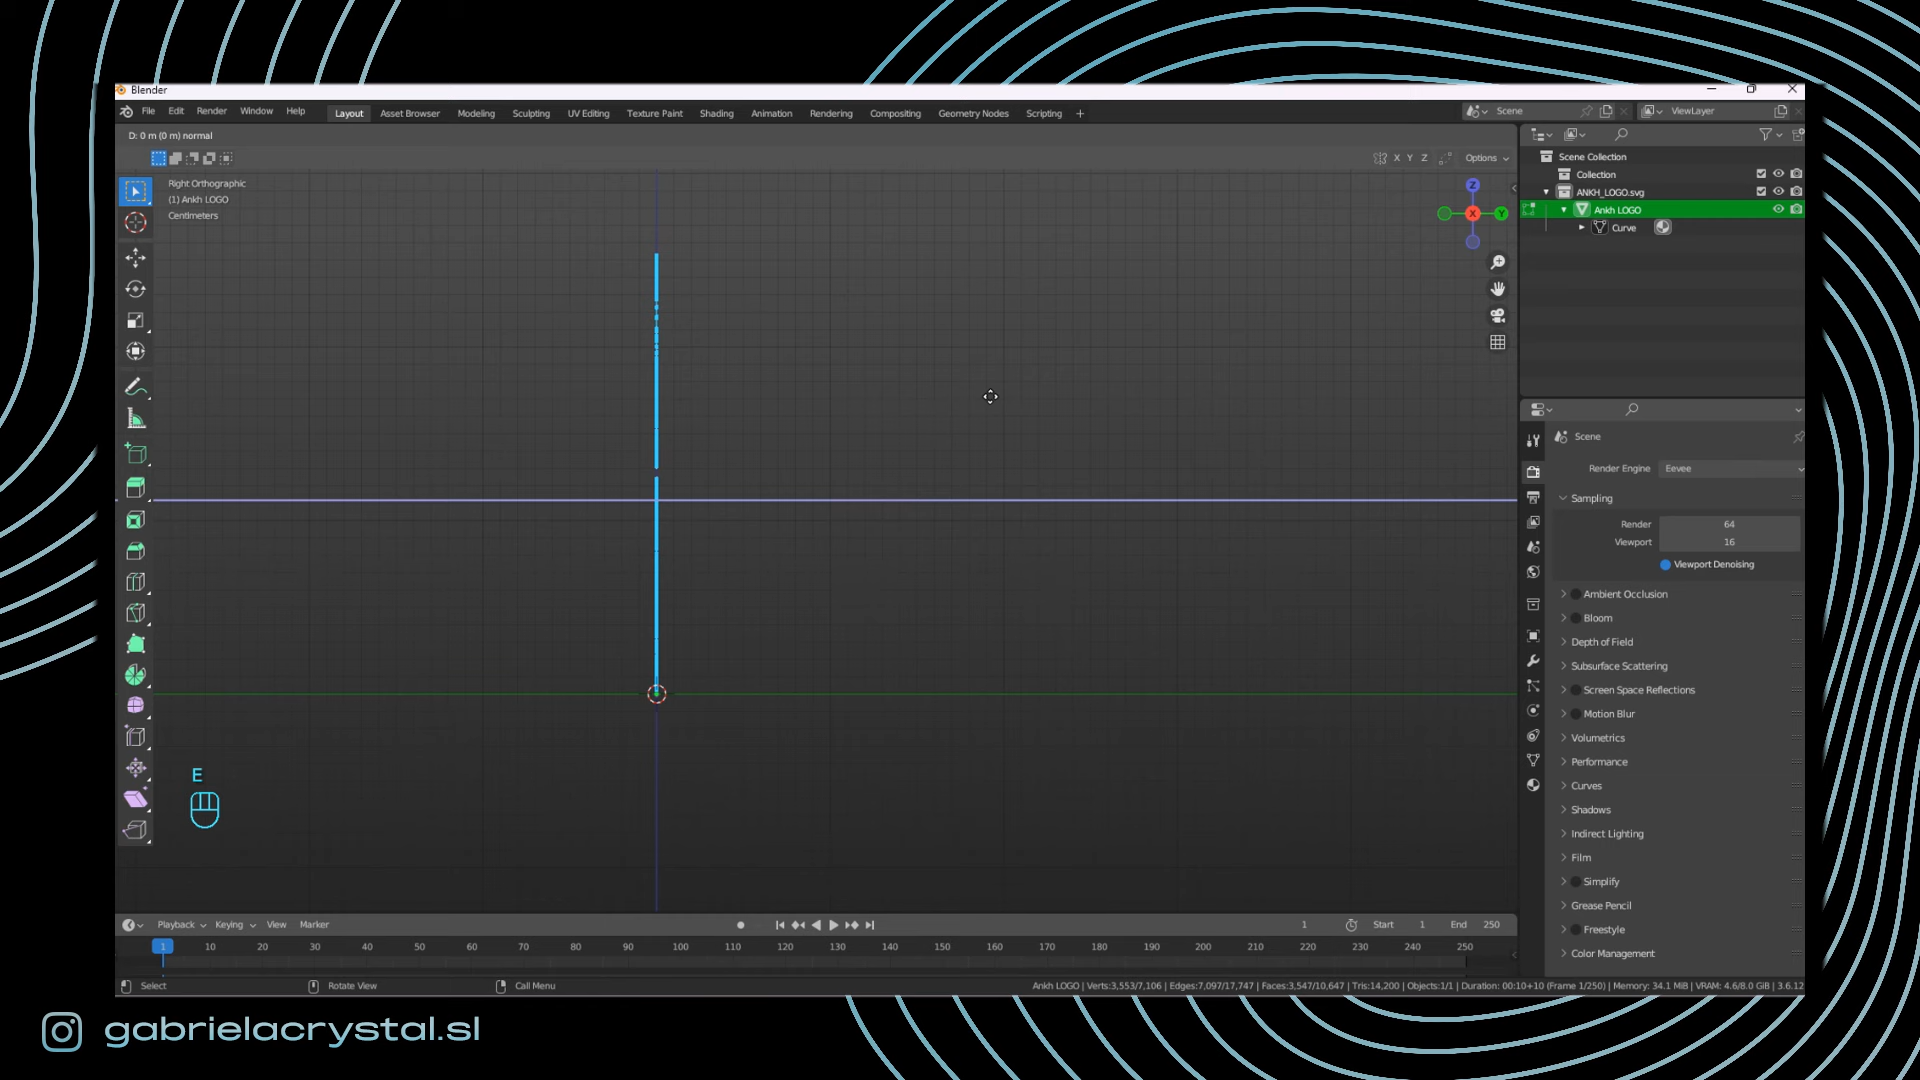 Blender
File Edit Render Window Help Layout Asset Browser Modeling Sculpting UV Editing Texture Paint Shading Animation Rendering Compositing Geometry Nodes Scripting + Scene ViewLayer
D: 0 m (0 m) normal
X Y Z Options
Right Orthographic
(1) Ankh LOGO
Centimeters
Z
X
Y
E
Scene Collection
Collection
ANKH_LOGO.svg
Ankh LOGO
Curve
Scene
Render Engine Eevee
Sampling
Render 64
Viewport 16
Viewport Denoising
Ambient Occlusion
Bloom
Depth of Field
Subsurface Scattering
Screen Space Reflections
Motion Blur
Volumetrics
Performance
Curves
Shadows
Indirect Lighting
Film
Simplify
Grease Pencil
Freestyle
Color Management
Playback Keying View Marker 1 Start 1 End 250
1 10 20 30 40 50 60 70 80 90 100 110 120 130 140 150 160 170 180 190 200 210 220 230 240 250
Select Rotate View Call Menu Ankh LOGO | Verts:3,553/7,106 | Edges:7,097/17,747 | Faces:3,547/10,647 | Tris:14,200 | Objects:1/1 | Duration: 00:10+10 (Frame 1/250) | Memory: 34.1 MiB | VRAM: 4.6/8.0 GiB | 3.6.12
gabrielacrystal.sl